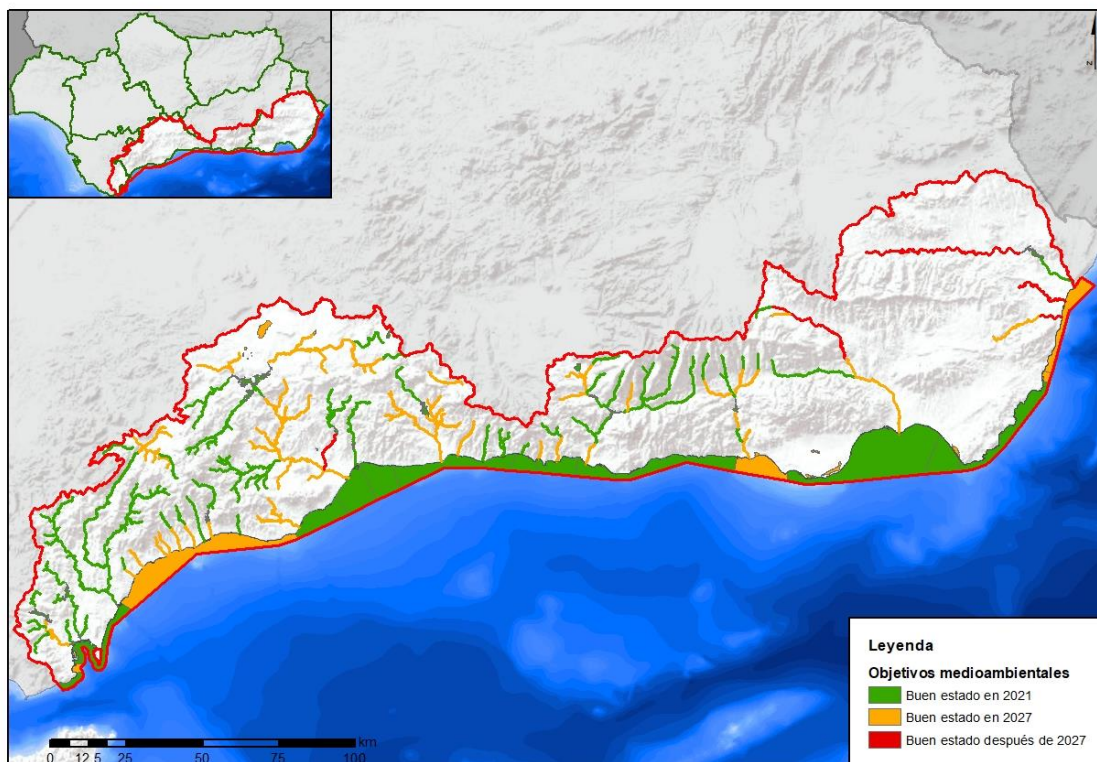 N
Leyenda
Objetivos medioambientales
Buen estado en 2021
Buen estado en 2027
Buen estado después de 2027
km
0 12.5 25 50 75 100